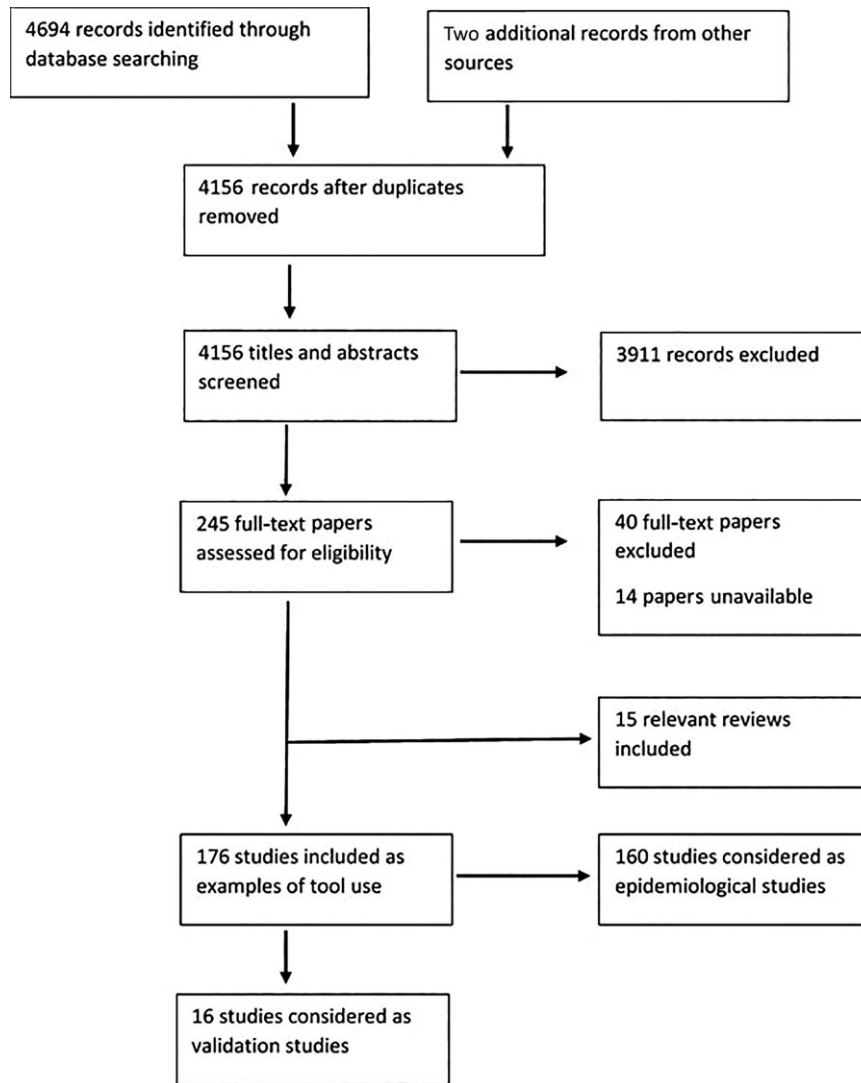 4694 records identified through
database searching
Two additional records from other
sources
4156 records after duplicates
removed
4156 titles and abstracts
screened
3911 records excluded
245 full-text papers
assessed for eligibility
40 full-text papers
excluded
14 papers unavailable
15 relevant reviews
included
176 studies included as
examples of tool use
160 studies considered as
epidemiological studies
16 studies considered as
validation studies